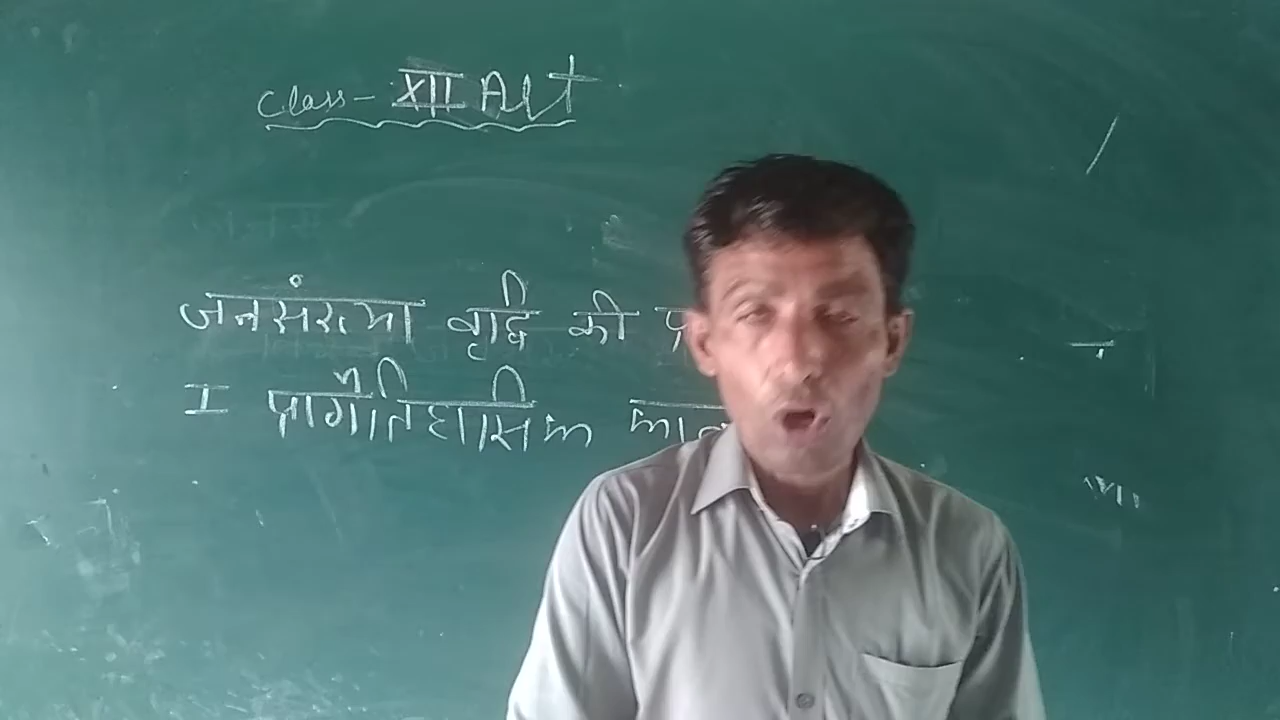 Class - XII Art
जनसंख्या वृद्धि की
I प्रागैतिहासिक